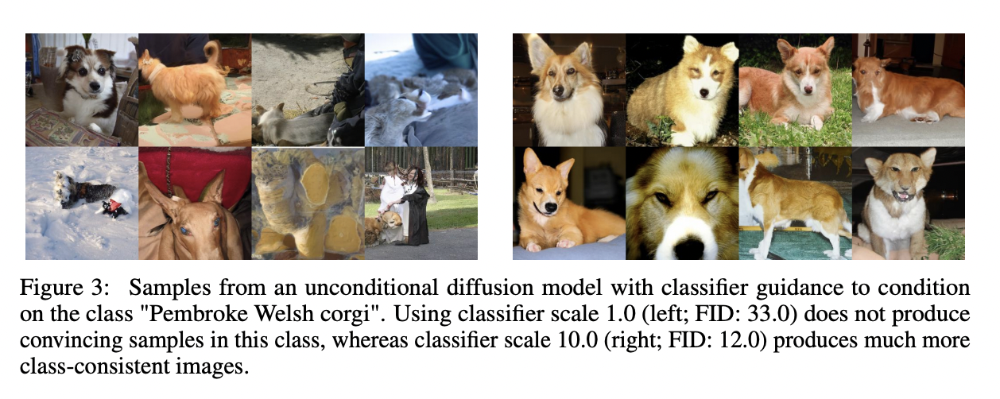 Figure 3: Samples from an unconditional diffusion model with classifier guidance to condition
on the class "Pembroke Welsh corgi". Using classifier scale 1.0 (left; FID: 33.0) does not produce
convincing samples in this class, whereas classifier scale 10.0 (right; FID: 12.0) produces much more
class-consistent images.